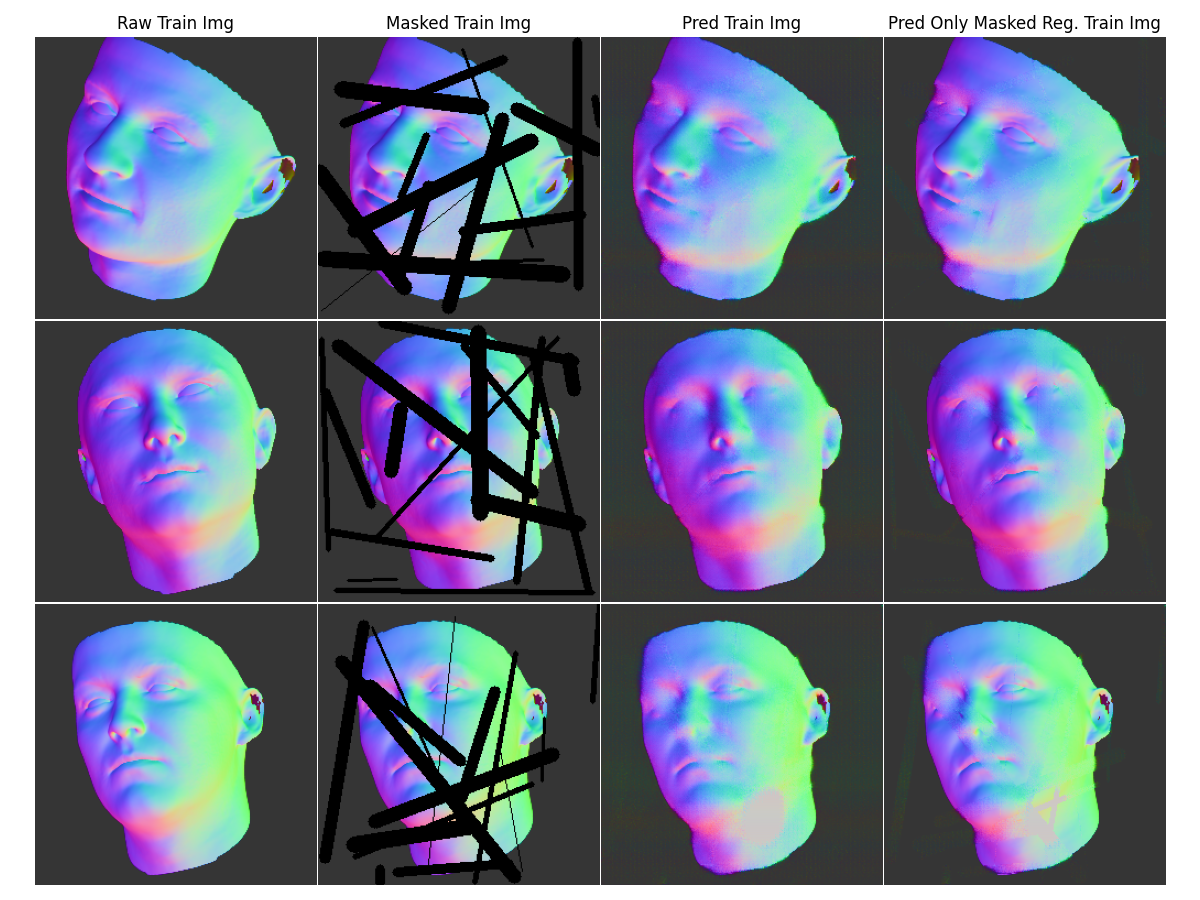 Raw Train Img
Masked Train Img
Pred Train Img
Pred Only Masked Reg. Train Img